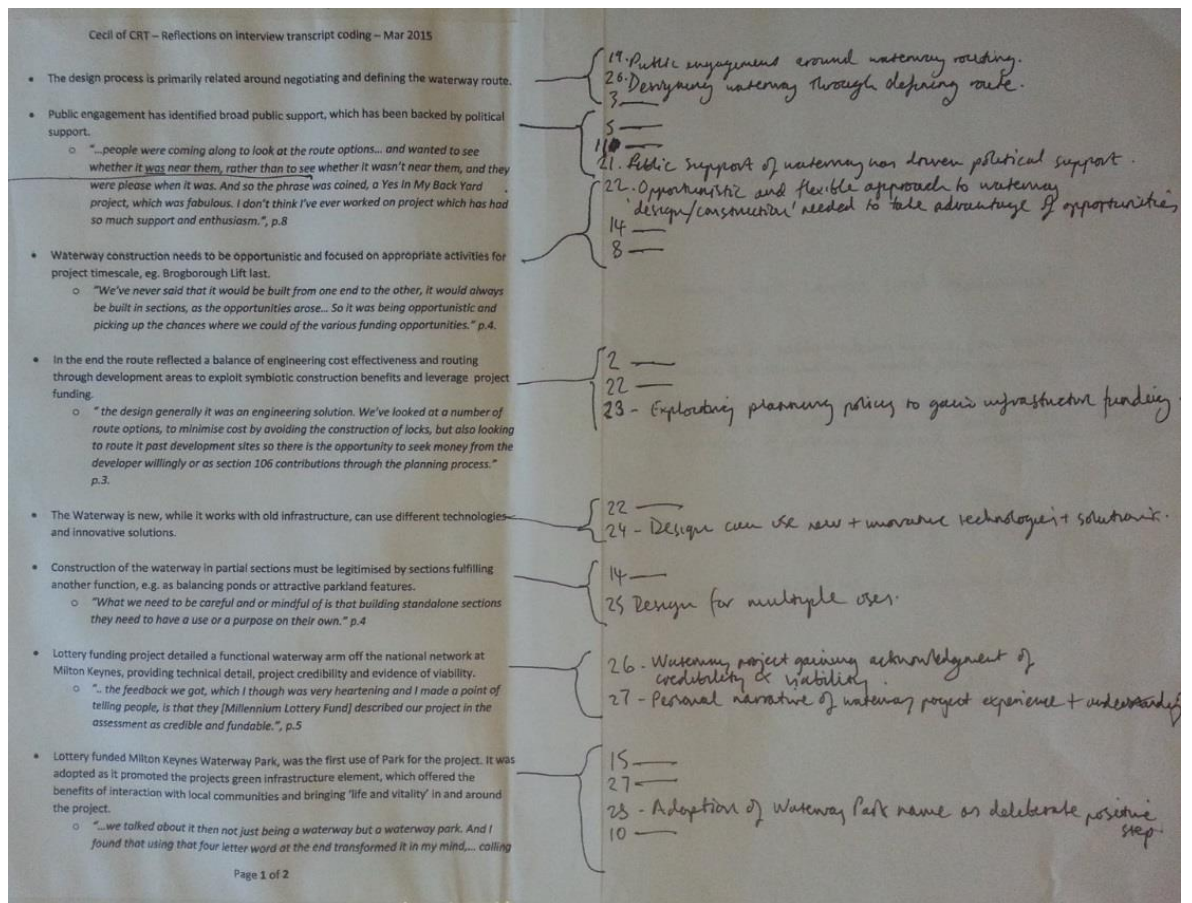 Cecil of CRT – Reflections on interview transcript coding – Mar 2015
• The design process is primarily related around negotiating and defining the waterway route.
• Public engagement has identified broad public support, which has been backed by political
support.
o "...people were coming along to look at the route options... and wanted to see
whether it was near them, rather than to see whether it wasn't near them, and they
were please when it was. And so the phrase was coined, a Yes In My Back Yard
project, which was fabulous. I don't think I've ever worked on project which has had
so much support and enthusiasm.", p.8
• Waterway construction needs to be opportunistic and focused on appropriate activities for
project timescale, eg. Brogborough Lift last.
o "We've never said that it would be built from one end to the other, it would always
be built in sections, as the opportunities arose... So it was being opportunistic and
picking up the chances where we could of the various funding opportunities." p.4.
• In the end the route reflected a balance of engineering cost effectiveness and routing
through development areas to exploit symbiotic construction benefits and leverage project
funding.
o " the design generally it was an engineering solution. We've looked at a number of
route options, to minimise cost by avoiding the construction of locks, but also looking
to route it past development sites so there is the opportunity to seek money from the
developer willingly or as section 106 contributions through the planning process."
p.3.
• The Waterway is new, while it works with old infrastructure, can use different technologies
and innovative solutions.
• Construction of the waterway in partial sections must be legitimised by sections fulfilling
another function, e.g. as balancing ponds or attractive parkland features.
o "What we need to be careful and or mindful of is that building standalone sections
they need to have a use or a purpose on their own." p.4
• Lottery funding project detailed a functional waterway arm off the national network at
Milton Keynes, providing technical detail, project credibility and evidence of viability.
o ".. the feedback we got, which I though was very heartening and I made a point of
telling people, is that they [Millennium Lottery Fund] described our project in the
assessment as credible and fundable.", p.5
• Lottery funded Milton Keynes Waterway Park, was the first use of Park for the project. It was
adopted as it promoted the projects green infrastructure element, which offered the
benefits of interaction with local communities and bringing 'life and vitality' in and around
the project.
o "...we talked about it then not just being a waterway but a waterway park. And I
found that using that four letter word at the end transformed it in my mind,... calling
Page 1 of 2
19. Public engagement around waterway routing.
20. Designing waterway through defining route.
3
5
21. Public support of waterway has driven political support.
22. Opportunistic and flexible approach to waterway
'design/construction' needed to take advantage of opportunities
14
8
2
22
23 - Exploiting planning policy to gain infrastructure funding.
22
24 - Design can use new + innovative technologies + solutions.
14
25 Design for multiple uses.
26 - Waterway project gaining acknowledgment of
credibility & viability.
27 - Personal narrative of waterway project experience + understanding
15
27
28 - Adoption of Waterway Park name as deliberate positive
step.
10